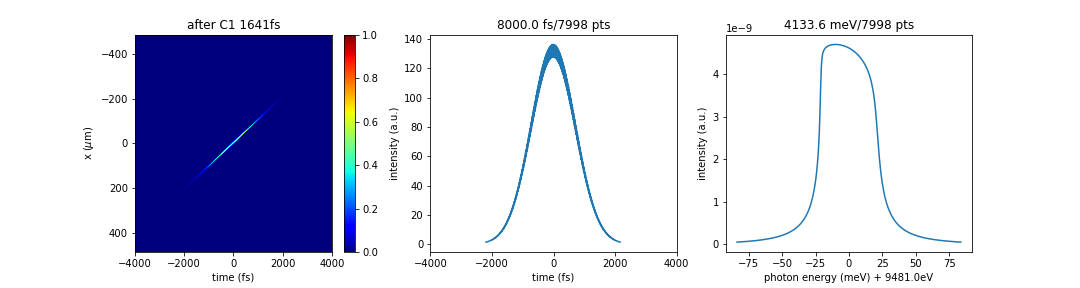 after C1 1641fs
−400
−200
0
200
400
x (μm)
−4000 −2000 0 2000 4000
time (fs)
1.0
0.8
0.6
0.4
0.2
0.0
8000.0 fs/7998 pts
140
120
100
80
60
40
20
0
intensity (a.u.)
−4000 −2000 0 2000 4000
time (fs)
4133.6 meV/7998 pts
1e−9
4
3
2
1
0
intensity (a.u.)
−75 −50 −25 0 25 50 75
photon energy (meV) + 9481.0eV